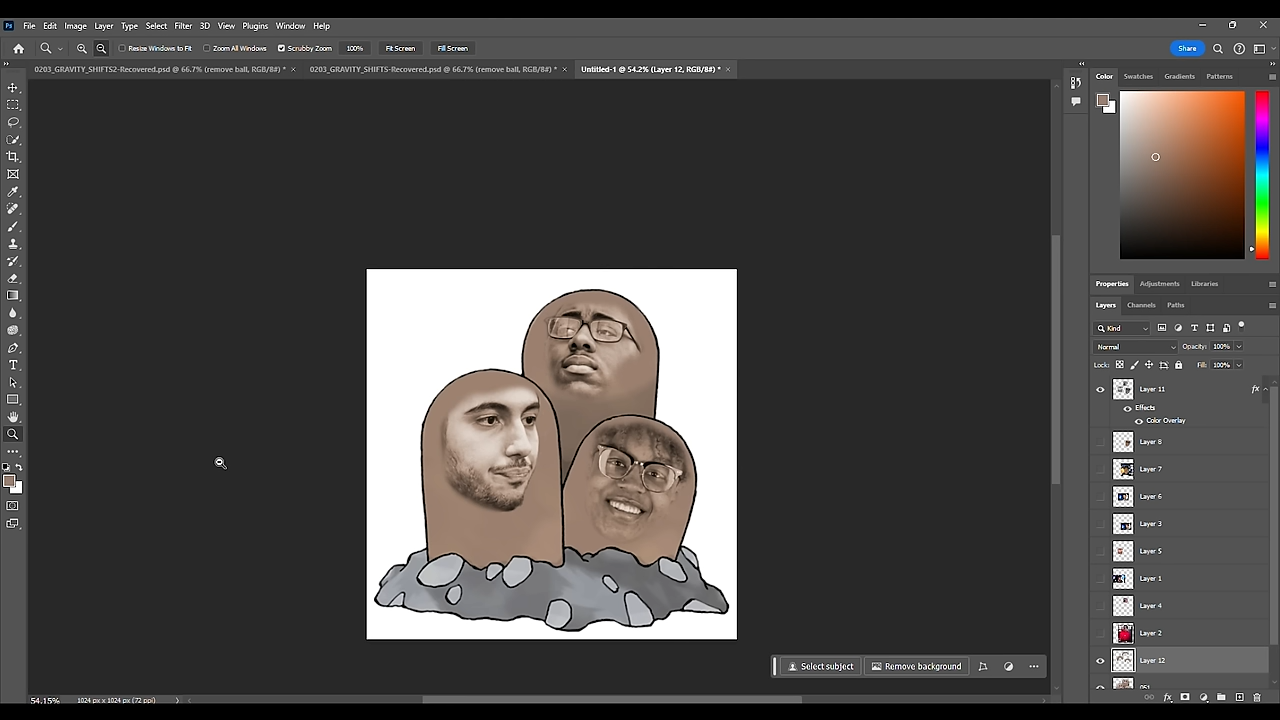 Ps File Edit Image Layer Type Select Filter 3D View Plugins Window Help
Resize Windows to Fit Zoom All Windows Scrubby Zoom 100% Fit Screen Fill Screen Share
0203_GRAVITY_SHIFTS2-Recovered.psd @ 66.7% (remove ball, RGB/8#) * × 0203_GRAVITY_SHIFTS-Recovered.psd @ 66.7% (remove ball, RGB/8#) * × Untitled-1 @ 54.2% (Layer 12, RGB/8#) * ×
Color Swatches Gradients Patterns
Properties Adjustments Libraries
Layers Channels Paths
Kind
Normal Opacity: 100%
Lock: Fill: 100%
Layer 11 fx
Effects
Color Overlay
Layer 8
Layer 7
Layer 6
Layer 3
Layer 5
Layer 1
Layer 4
Layer 2
Layer 12
051
Select subject Remove background
54.15% 1024 px x 1024 px (72 ppi)